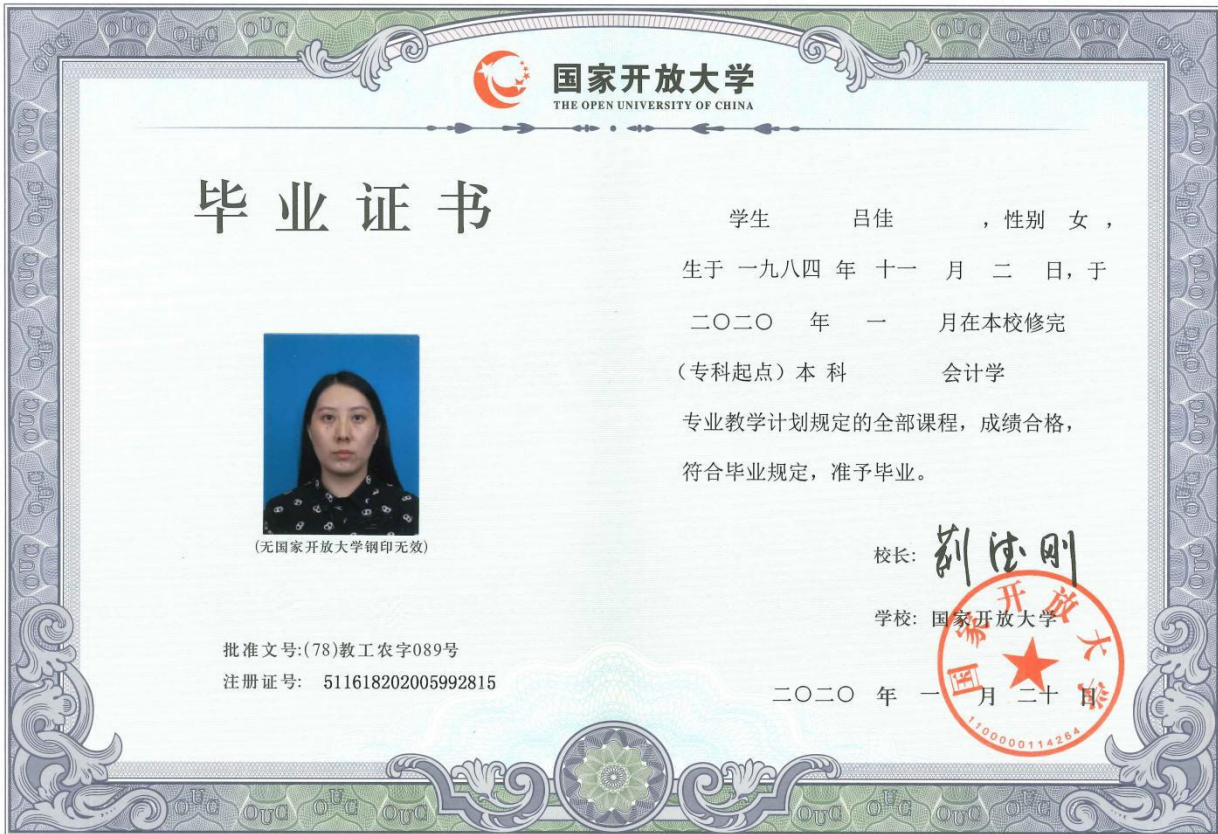 国家开放大学
THE OPEN UNIVERSITY OF CHINA
毕业证书
(无国家开放大学钢印无效)
批准文号:(78)教工农字089号
注册证号: 511618202005992815
学生 吕佳 ,性别 女 ,
生于 一九八四 年 十一 月 二 日,于
二〇二〇 年 一 月在本校修完
(专科起点)本 科 会计学
专业教学计划规定的全部课程,成绩合格,
符合毕业规定,准予毕业。
校长: 荆德刚
学校: 国家开放大学
二〇二〇 年 一 月 二十 日
国家开放大学
1100000114264
OUC